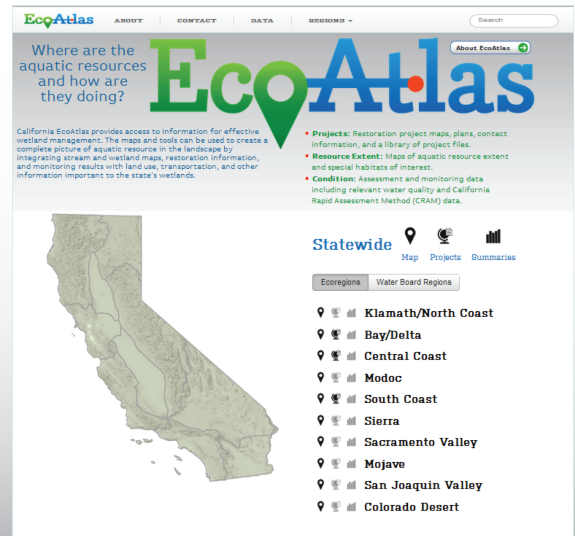 EcoAtlas ABOUT CONTACT DATA REGIONS Search
Where are the
aquatic resources
and how are
they doing?
EcoAtlas
About EcoAtlas
California EcoAtlas provides access to information for effective
wetland management. The maps and tools can be used to create a
complete picture of aquatic resource in the landscape by
integrating stream and wetland maps, restoration information,
and monitoring results with land use, transportation, and other
information important to the state's wetlands.
• Projects: Restoration project maps, plans, contact
information, and a library of project files.
• Resource Extent: Maps of aquatic resource extent
and special habitats of interest.
• Condition: Assessment and monitoring data
including relevant water quality and California
Rapid Assessment Method (CRAM) data.
Statewide
Map Projects Summaries
Ecoregions Water Board Regions
Klamath/North Coast
Bay/Delta
Central Coast
Modoc
South Coast
Sierra
Sacramento Valley
Mojave
San Joaquin Valley
Colorado Desert